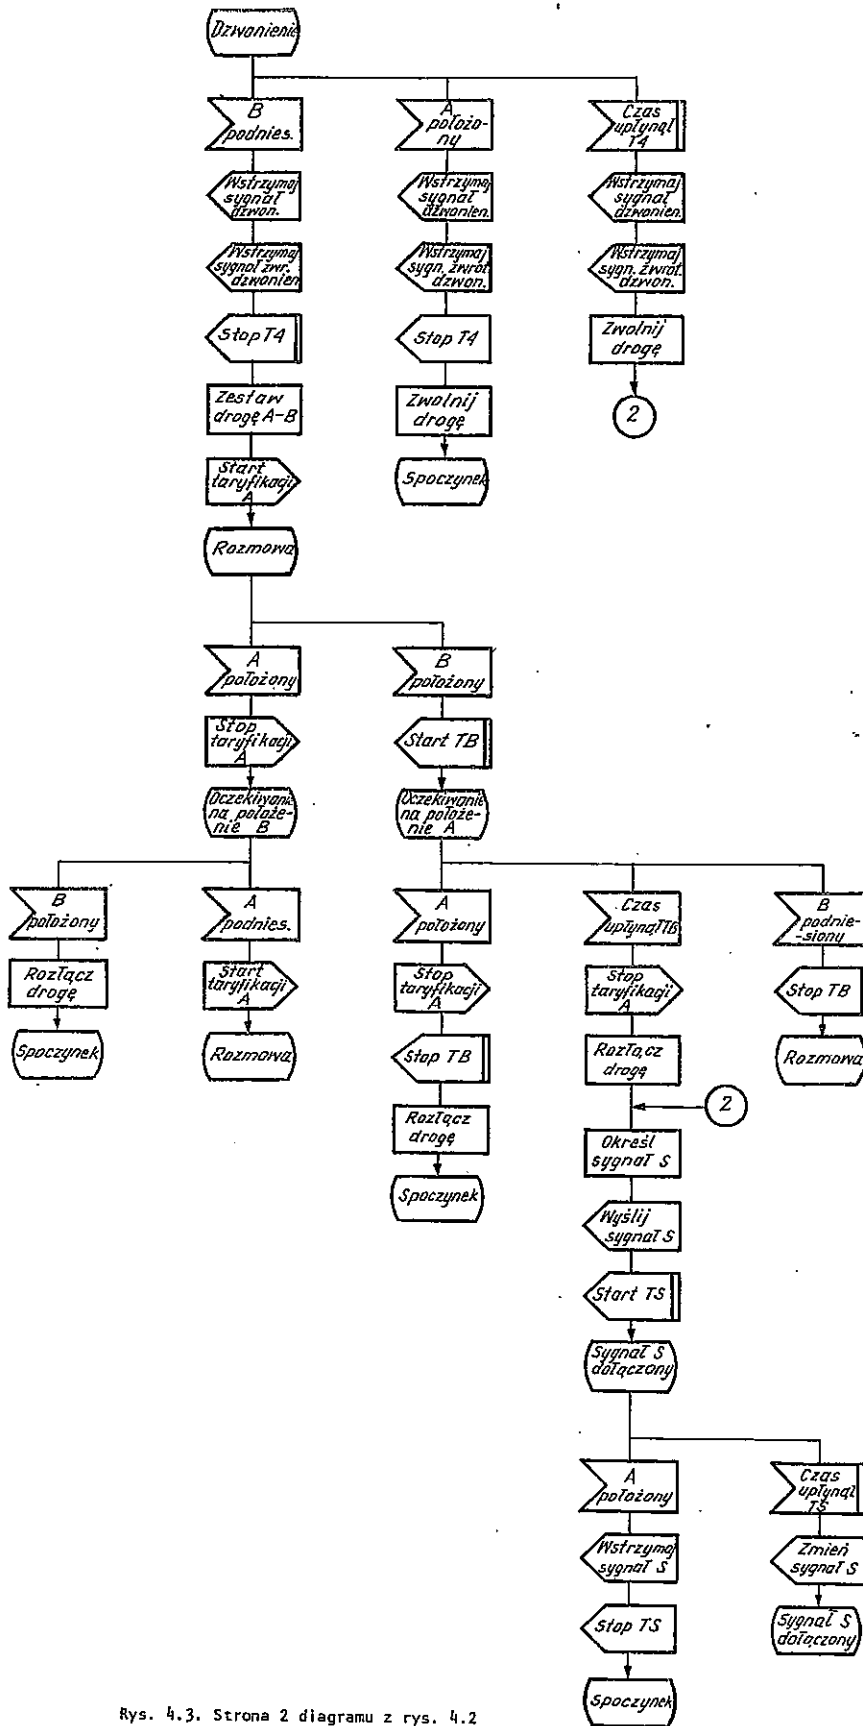 Dzwonienie
B
podnies.
A
położo-
ny
Czas
upłynął
T4
Wstrzymaj
sygnał
dzwon.
Wstrzymaj
sygnał
dzwonien.
Wstrzymaj
sygnał
dzwonien.
Wstrzymaj
sygnał zwr.
dzwonien
Wstrzymaj
sygn. zwrot.
dzwon.
Wstrzymaj
sygn. zwrot.
dzwon.
Stop T4
Stop T4
Zwolnij
drogę
Zestaw
drogę A-B
Zwolnij
drogę
2
Start
taryfikacji
A
Spoczynek
Rozmowa
A
położony
B
położony
Stop
taryfikacji
A
Start TB
Oczekiwanie
na położe-
nie B
Oczekiwanie
na położe-
nie A
B
położony
A
podnies.
A
położony
Czas
upłynął TB
B
podnie-
-siony
Rozłącz
drogę
Start
taryfikacji
A
Stop
taryfikacji
A
Stop
taryfikacji
A
Stop TB
Spoczynek
Rozmowa
Stop TB
Rozłącz
drogę
Rozmowa
Rozłącz
drogę
2
Spoczynek
Określ
sygnał S
Wyślij
sygnał S
Start TS
Sygnał S
dołączony
A
położony
Czas
upłynął
TS
Wstrzymaj
sygnał S
Zmień
sygnał S
Stop TS
Sygnał S
dołączony
Spoczynek
Rys. 4.3. Strona 2 diagramu z rys. 4.2